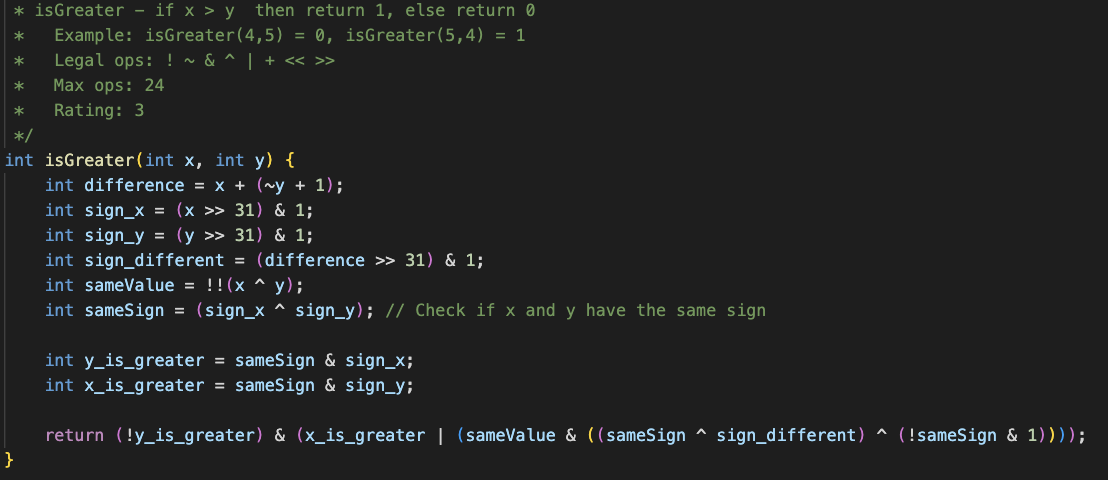 * isGreater - if x > y  then return 1, else return 0
*   Example: isGreater(4,5) = 0, isGreater(5,4) = 1
*   Legal ops: ! ~ & ^ | + << >>
*   Max ops: 24
*   Rating: 3
*/
int isGreater(int x, int y) {
    int difference = x + (~y + 1);
    int sign_x = (x >> 31) & 1;
    int sign_y = (y >> 31) & 1;
    int sign_different = (difference >> 31) & 1;
    int sameValue = !!(x ^ y);
    int sameSign = (sign_x ^ sign_y); // Check if x and y have the same sign
    int y_is_greater = sameSign & sign_x;
    int x_is_greater = sameSign & sign_y;
    return (!y_is_greater) & (x_is_greater | (sameValue & ((sameSign ^ sign_different) ^ (!sameSign & 1))));
}